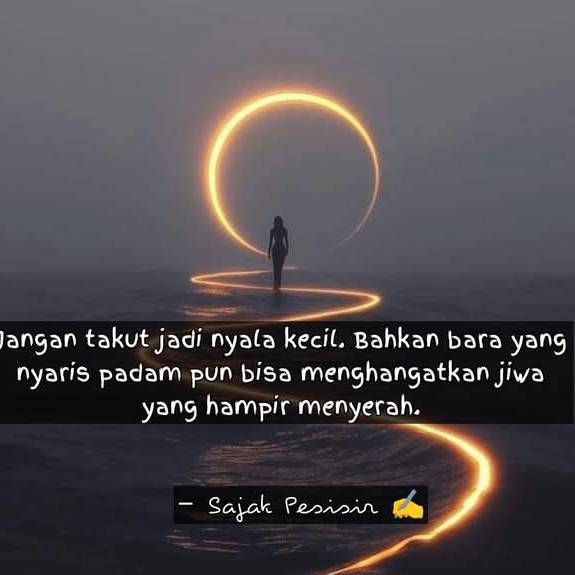 Jangan takut jadi nyala kecil. Bahkan bara yang
nyaris padam pun bisa menghangatkan jiwa
yang hampir menyerah.
- Sajak Pesisir ✍️